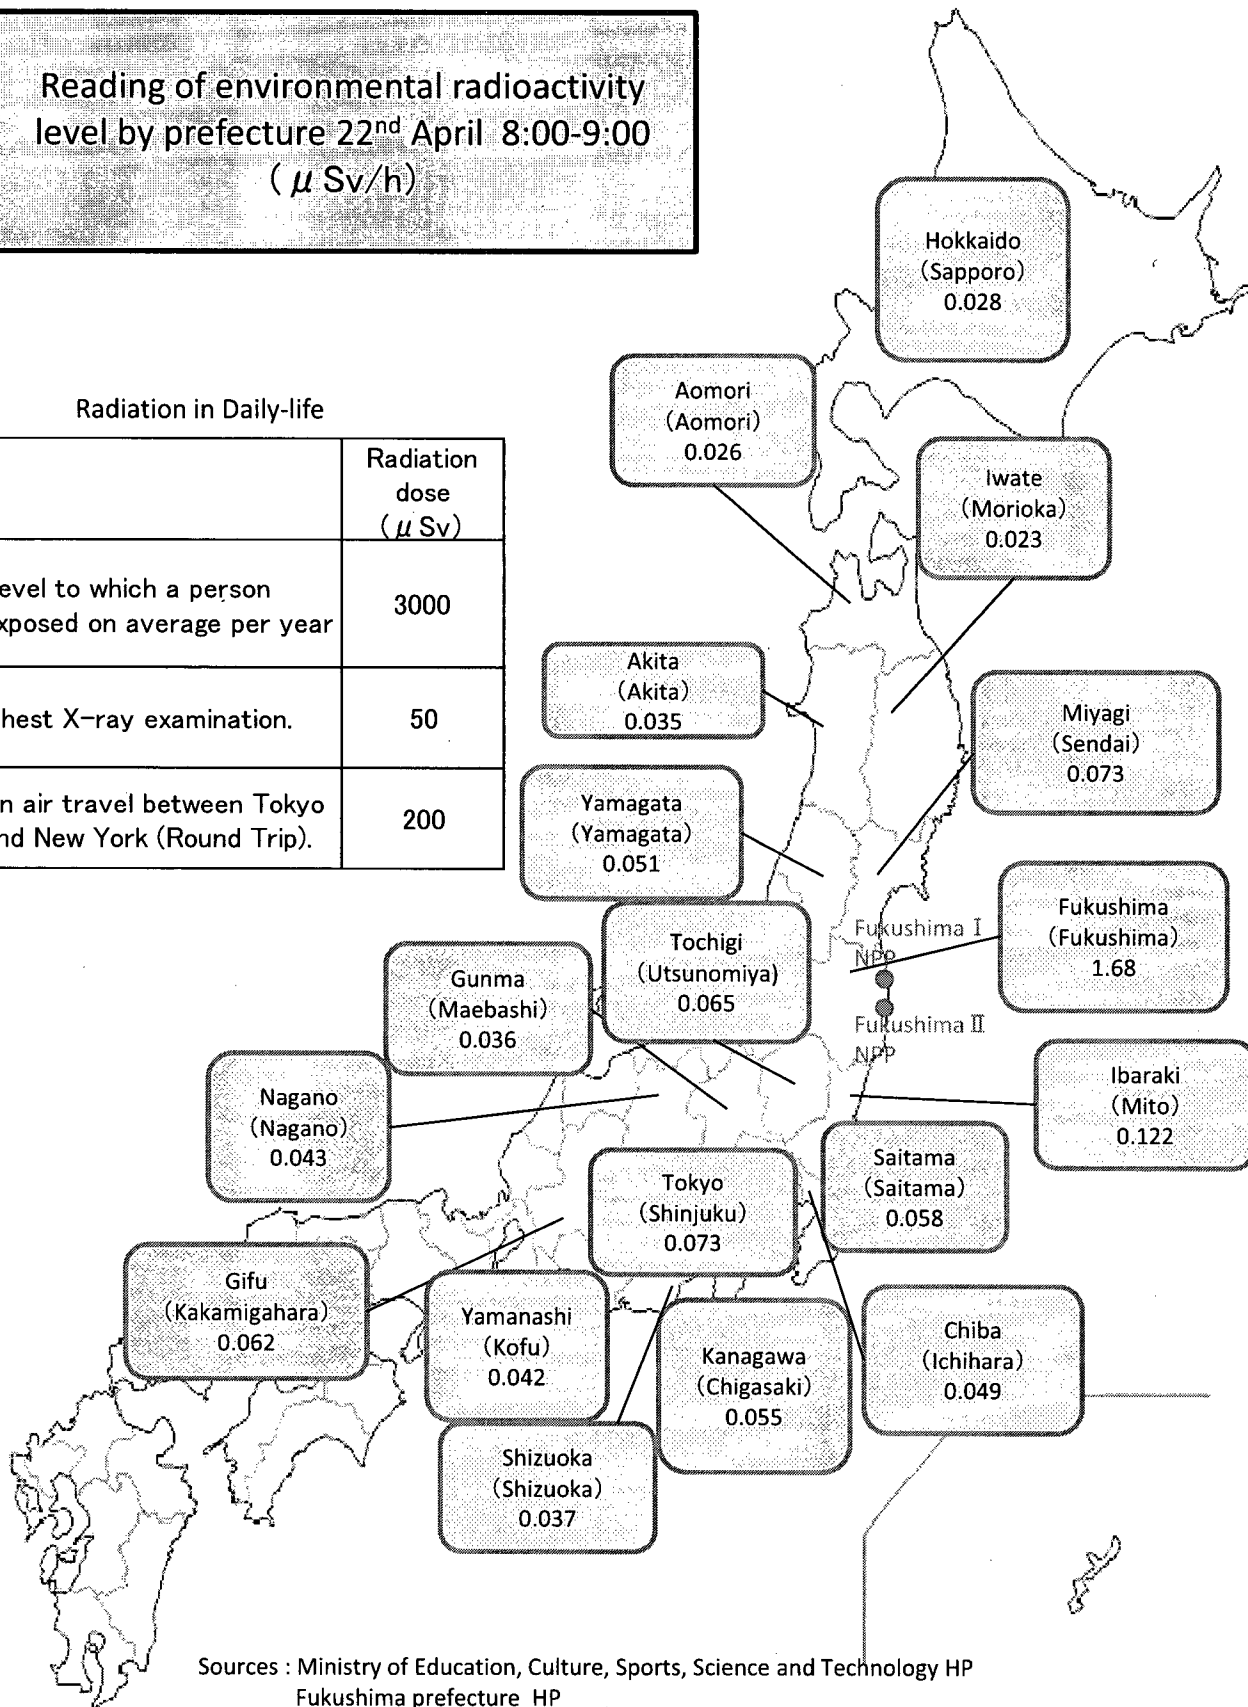 Reading of environmental radioactivity
level by prefecture 22nd April 8:00-9:00
(μSv/h)
Hokkaido
(Sapporo)
0.028
Aomori
(Aomori)
0.026
Iwate
(Morioka)
0.023
Radiation in Daily-life
Radiation
dose
(μSv)
evel to which a person
xposed on average per year
3000
hest X-ray examination.
50
n air travel between Tokyo
nd New York (Round Trip).
200
Akita
(Akita)
0.035
Miyagi
(Sendai)
0.073
Yamagata
(Yamagata)
0.051
Fukushima
(Fukushima)
1.68
Fukushima Ⅰ
NPP
Fukushima Ⅱ
NPP
Tochigi
(Utsunomiya)
0.065
Gunma
(Maebashi)
0.036
Nagano
(Nagano)
0.043
Ibaraki
(Mito)
0.122
Saitama
(Saitama)
0.058
Tokyo
(Shinjuku)
0.073
Gifu
(Kakamigahara)
0.062
Yamanashi
(Kofu)
0.042
Kanagawa
(Chigasaki)
0.055
Chiba
(Ichihara)
0.049
Shizuoka
(Shizuoka)
0.037
Sources : Ministry of Education, Culture, Sports, Science and Technology HP
Fukushima prefecture HP